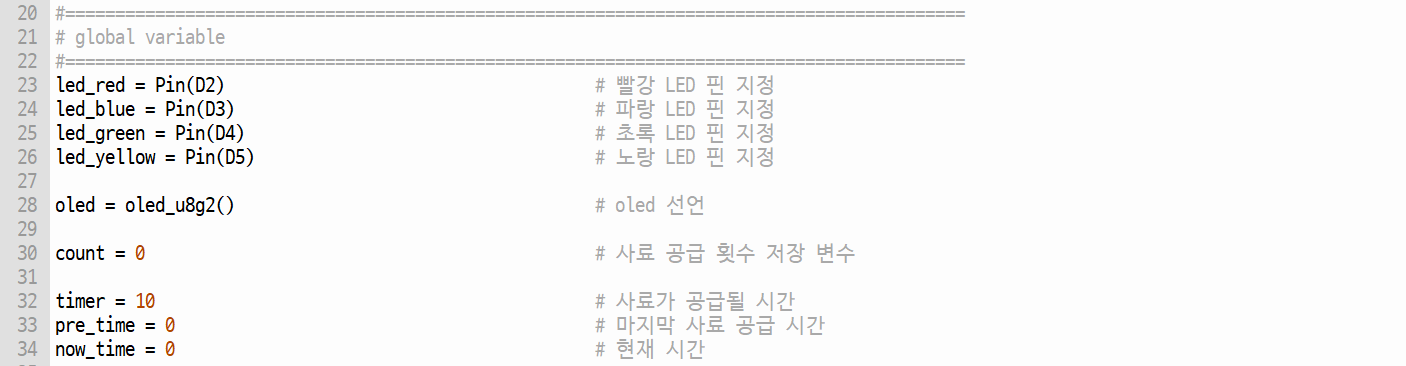 20 #==========================================================================================
21 # global variable
22 #==========================================================================================
23 led_red = Pin(D2) # 빨강 LED 핀 지정
24 led_blue = Pin(D3) # 파랑 LED 핀 지정
25 led_green = Pin(D4) # 초록 LED 핀 지정
26 led_yellow = Pin(D5) # 노랑 LED 핀 지정
27
28 oled = oled_u8g2() # oled 선언
29
30 count = 0 # 사료 공급 횟수 저장 변수
31
32 timer = 10 # 사료가 공급될 시간
33 pre_time = 0 # 마지막 사료 공급 시간
34 now_time = 0 # 현재 시간